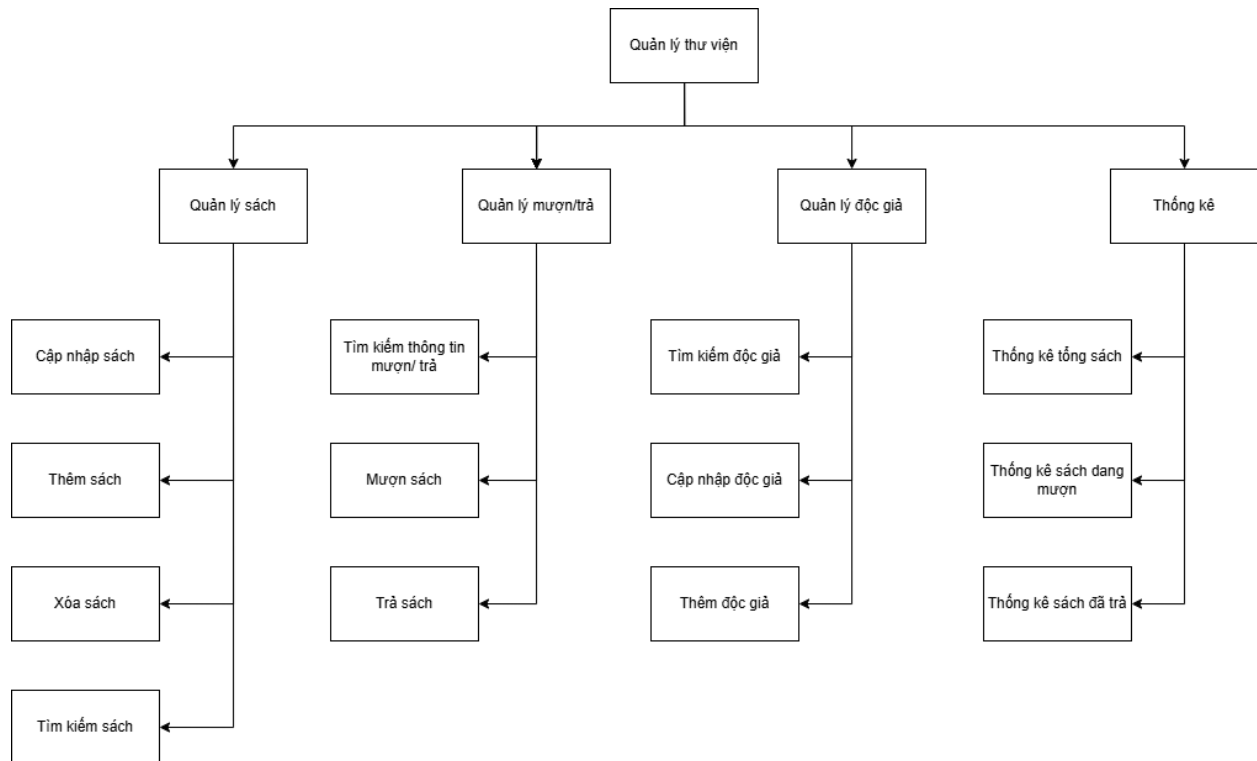 Quản lý thư viện
Quản lý sách
Quản lý mượn/trả
Quản lý độc giả
Thống kê
Cập nhập sách
Tìm kiếm thông tin
mượn/ trả
Tìm kiếm độc giả
Thống kê tổng sách
Thêm sách
Mượn sách
Cập nhập độc giả
Thống kê sách dang
mượn
Xóa sách
Trả sách
Thêm độc giả
Thống kê sách đã trả
Tìm kiếm sách